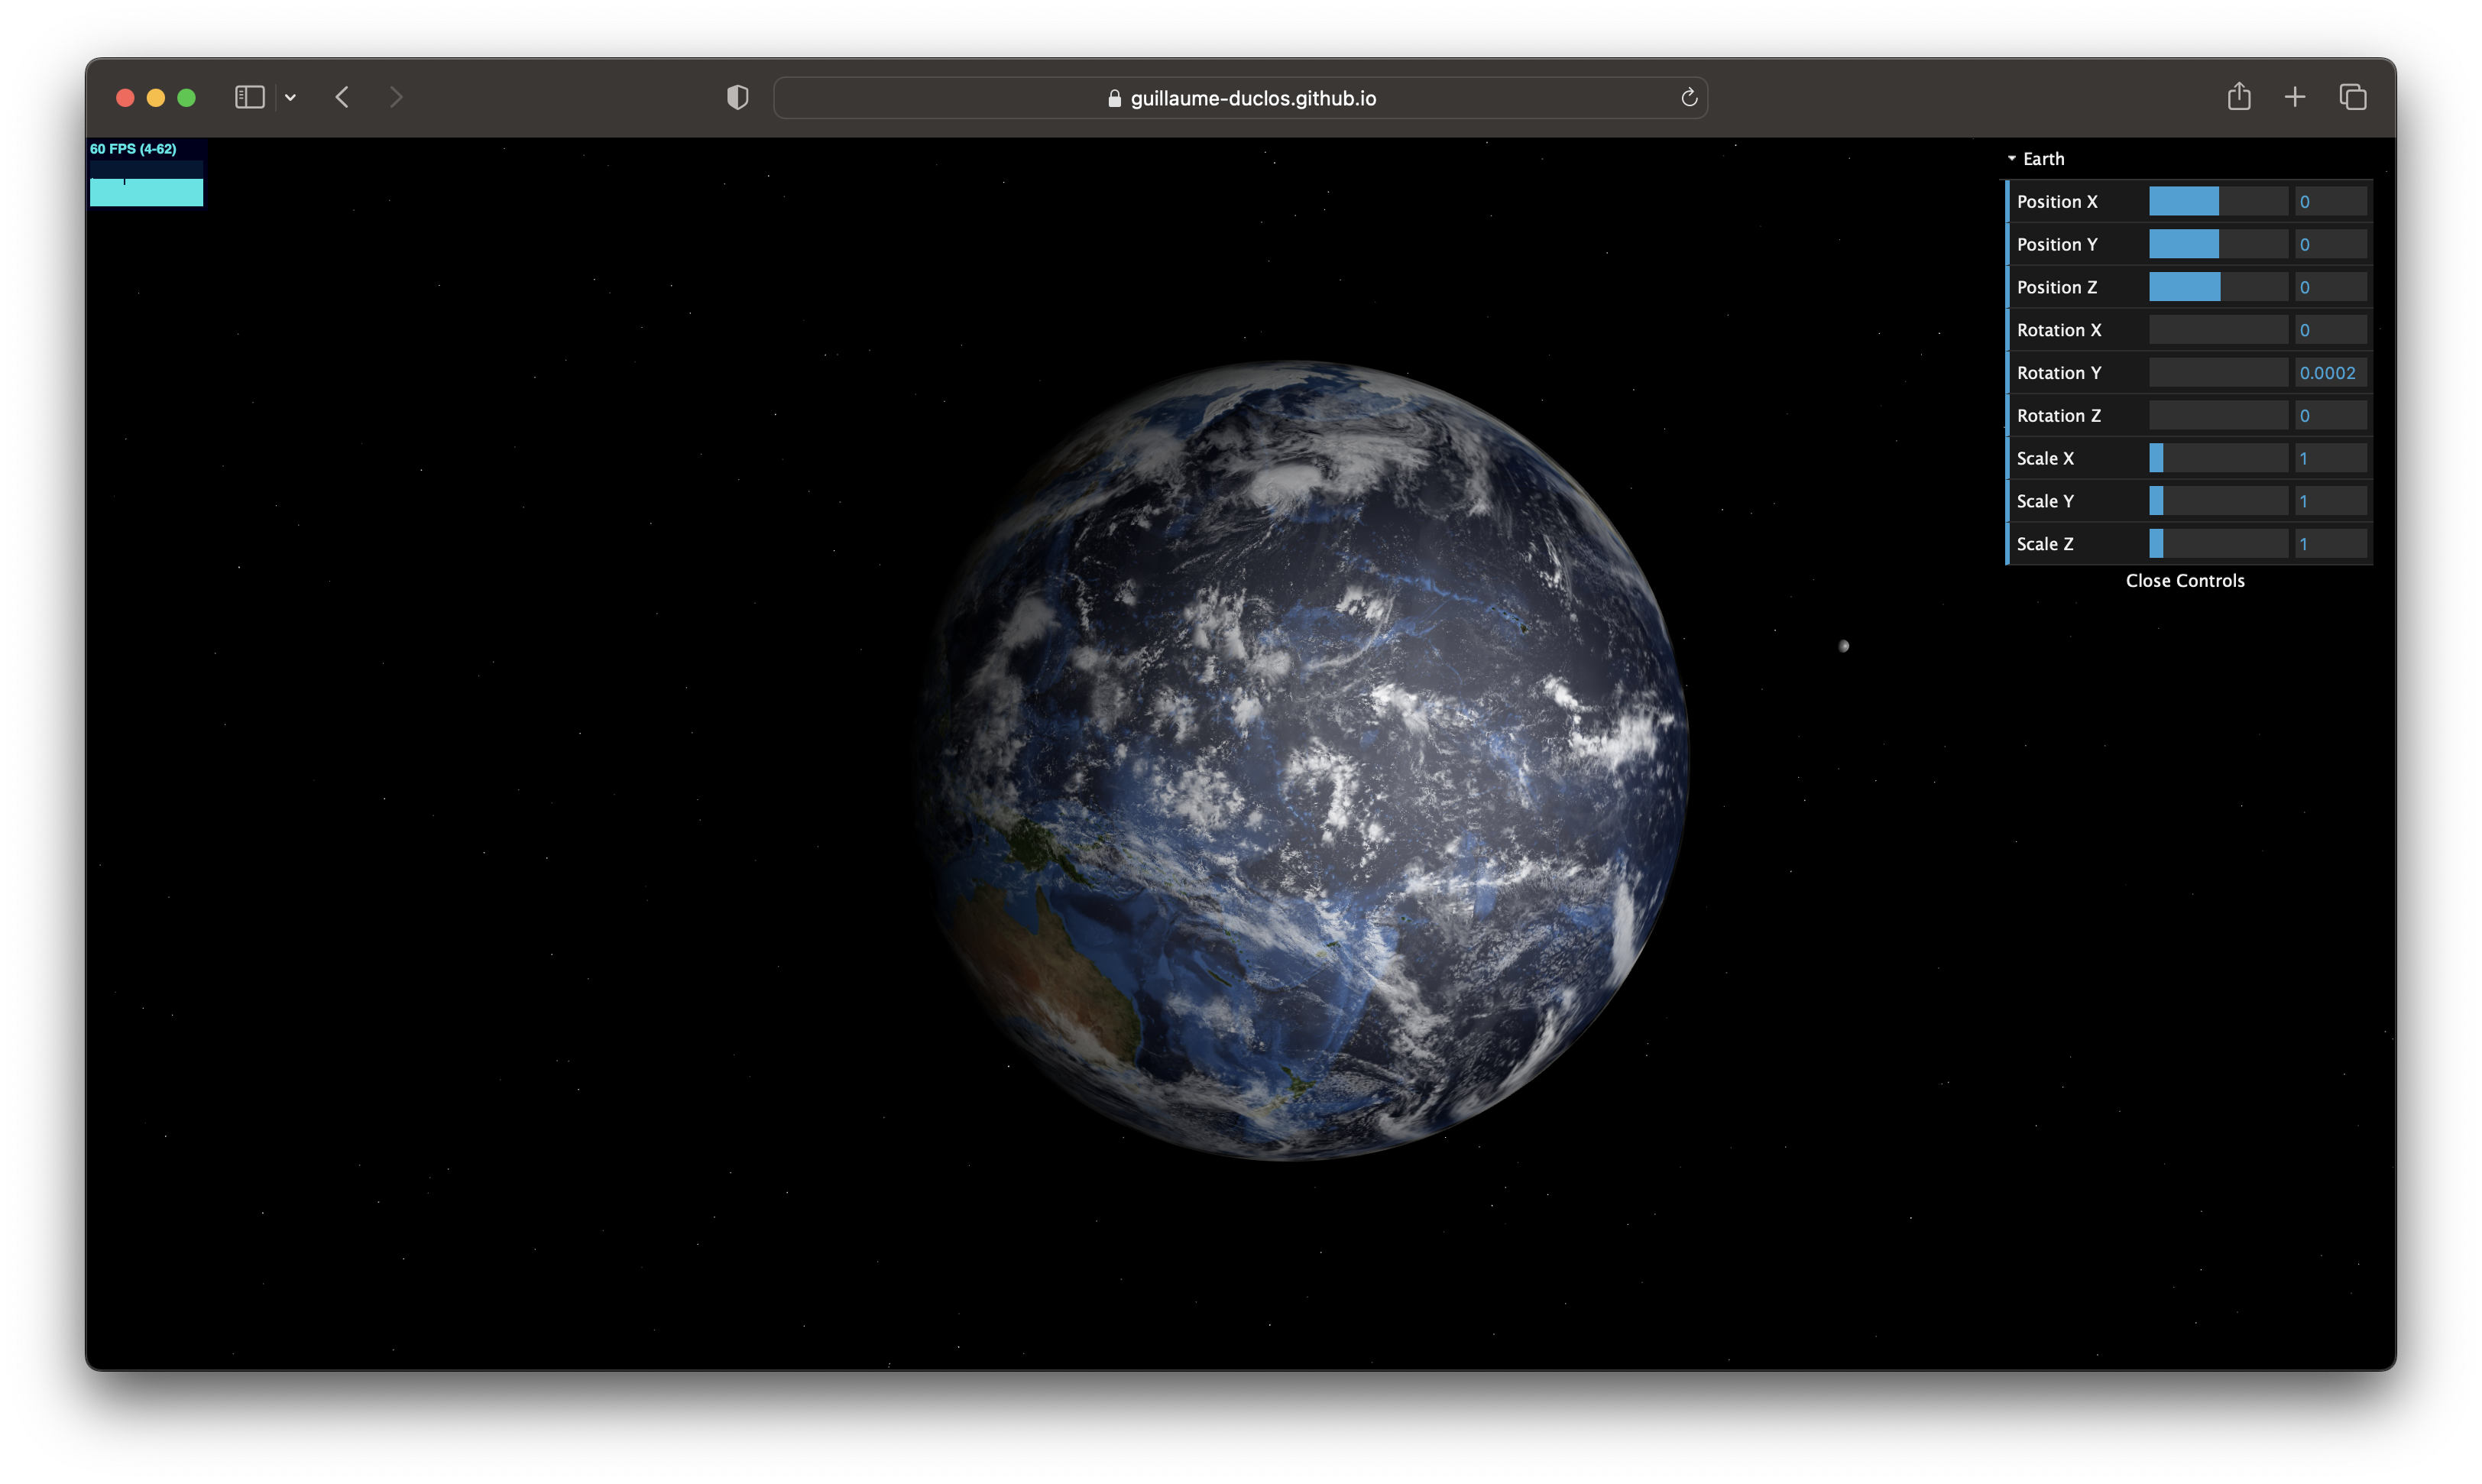 guillaume-duclos.github.io
60 FPS (4-62)
Earth
Position X 0
Position Y 0
Position Z 0
Rotation X 0
Rotation Y 0.0002
Rotation Z 0
Scale X 1
Scale Y 1
Scale Z 1
Close Controls